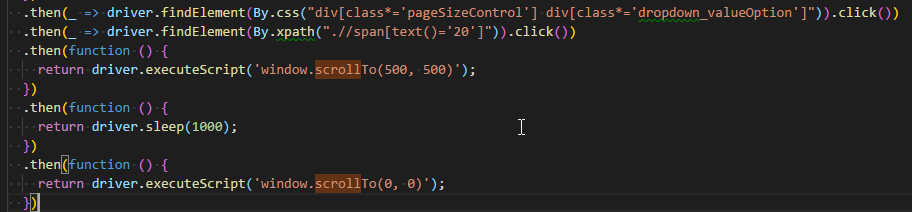 .then(_ => driver.findElement(By.css("div[class*='pageSizeControl'] div[class*='dropdown_valueOption']")).click())
.then(_ => driver.findElement(By.xpath(".//span[text()='20']")).click())
.then(function () {
return driver.executeScript('window.scrollTo(500, 500)');
})
.then(function () {
return driver.sleep(1000);
})
.then(function () {
return driver.executeScript('window.scrollTo(0, 0)');
})